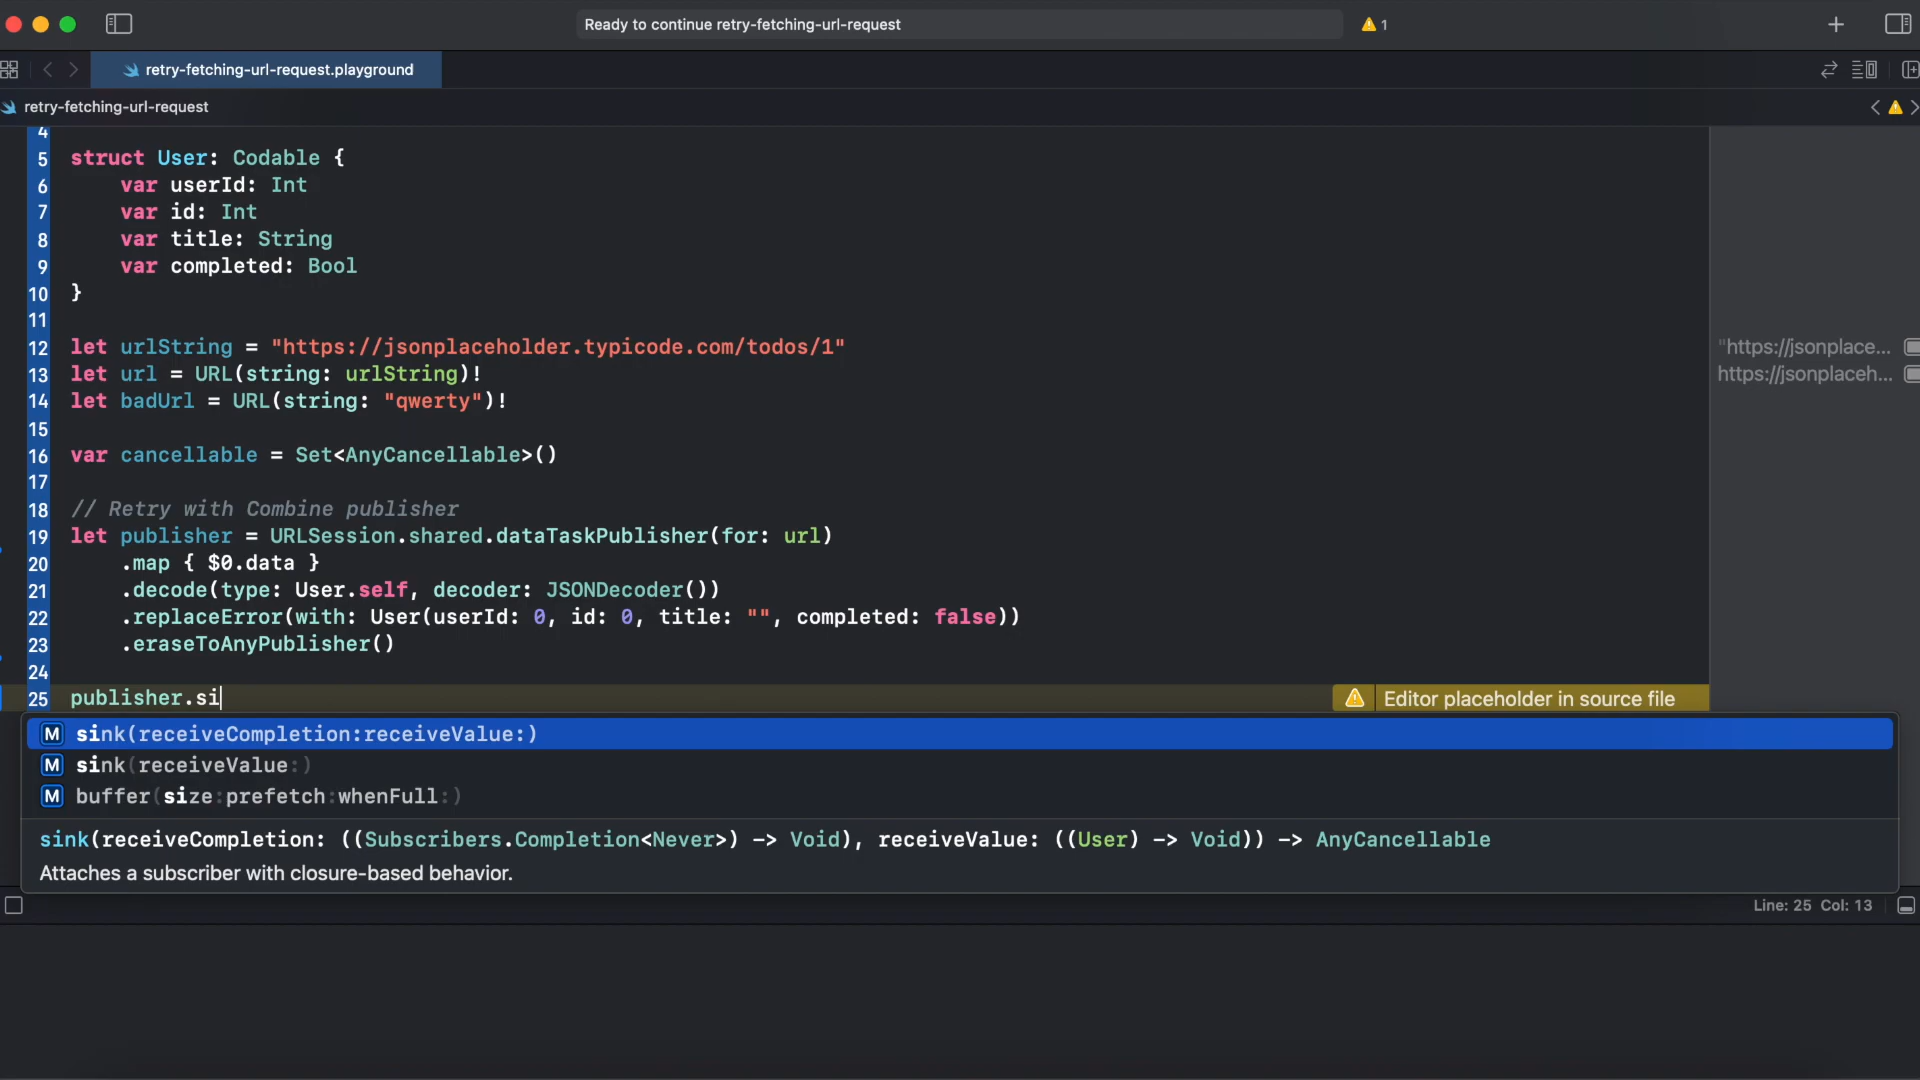 Ready to continue retry-fetching-url-request
1
retry-fetching-url-request.playground
retry-fetching-url-request
4
5 struct User: Codable {
6 var userId: Int
7 var id: Int
8 var title: String
9 var completed: Bool
10 }
11
12 let urlString = "https://jsonplaceholder.typicode.com/todos/1"
"https://jsonplace...
13 let url = URL(string: urlString)!
https://jsonplaceh...
14 let badUrl = URL(string: "qwerty")!
15
16 var cancellable = Set<AnyCancellable>()
17
18 // Retry with Combine publisher
19 let publisher = URLSession.shared.dataTaskPublisher(for: url)
20 .map { $0.data }
21 .decode(type: User.self, decoder: JSONDecoder())
22 .replaceError(with: User(userId: 0, id: 0, title: "", completed: false))
23 .eraseToAnyPublisher()
24
25 publisher.si
Editor placeholder in source file
M sink(receiveCompletion:receiveValue:)
M sink(receiveValue:)
M buffer(size:prefetch:whenFull:)
sink(receiveCompletion: ((Subscribers.Completion<Never>) -> Void), receiveValue: ((User) -> Void)) -> AnyCancellable
Attaches a subscriber with closure-based behavior.
Line: 25 Col: 13